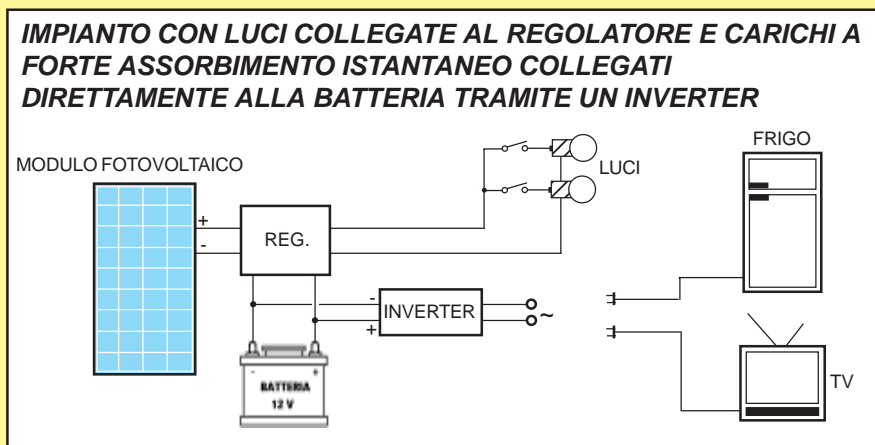 IMPIANTO CON LUCI COLLEGATE AL REGOLATORE E CARICHI A
FORTE ASSORBIMENTO ISTANTANEO COLLEGATI
DIRETTAMENTE ALLA BATTERIA TRAMITE UN INVERTER
FRIGO
MODULO FOTOVOLTAICO
LUCI
+
REG.
-
-
INVERTER
~
+
- +
BATTERIA
12 V
TV